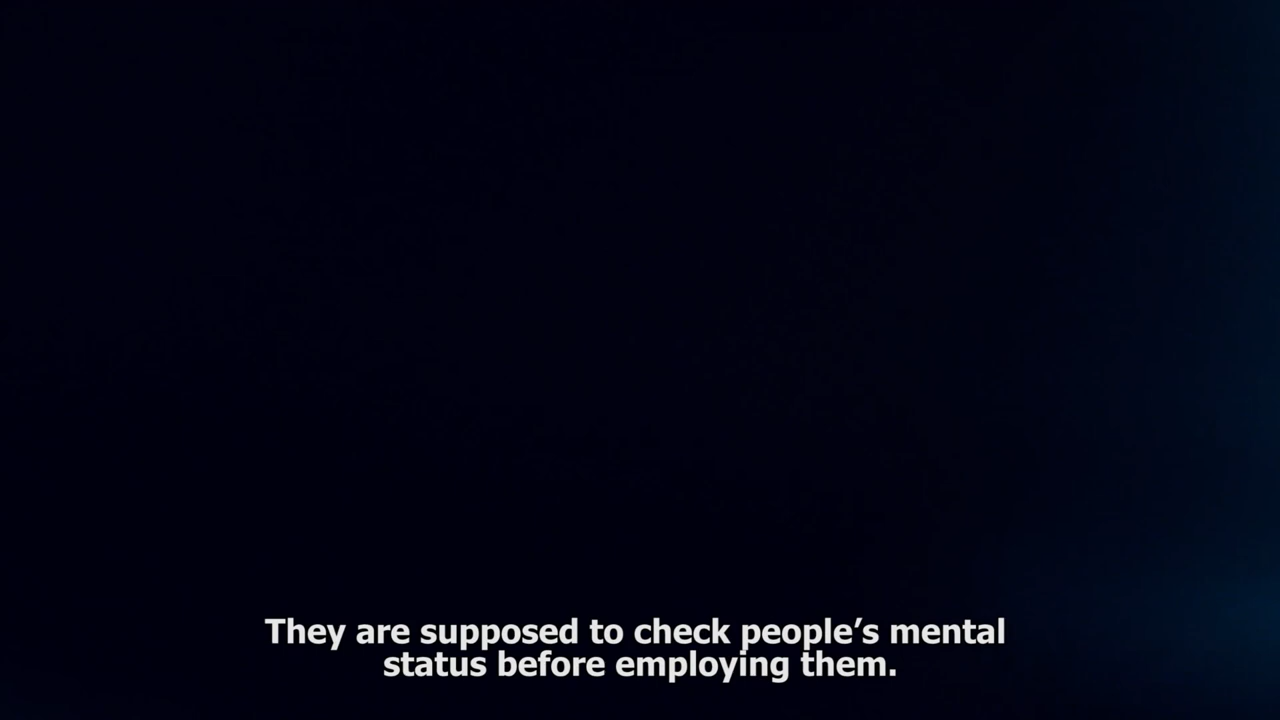 They are supposed to check people’s mental
status before employing them.